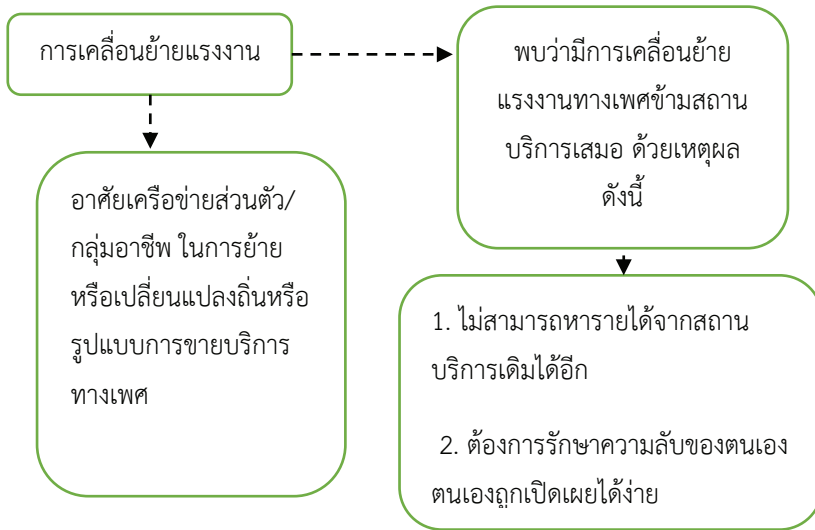 การเคลื่อนย้ายแรงงาน
พบว่ามีการเคลื่อนย้าย
แรงงานทางเพศข้ามสถาน
บริการเสมอ ด้วยเหตุผล
ดังนี้
อาศัยเครือข่ายส่วนตัว/
กลุ่มอาชีพ ในการย้าย
หรือเปลี่ยนแปลงถิ่นหรือ
รูปแบบการขายบริการ
ทางเพศ
1. ไม่สามารถหารายได้จากสถาน
บริการเดิมได้อีก
2. ต้องการรักษาความลับของตนเอง
ตนเองถูกเปิดเผยได้ง่าย